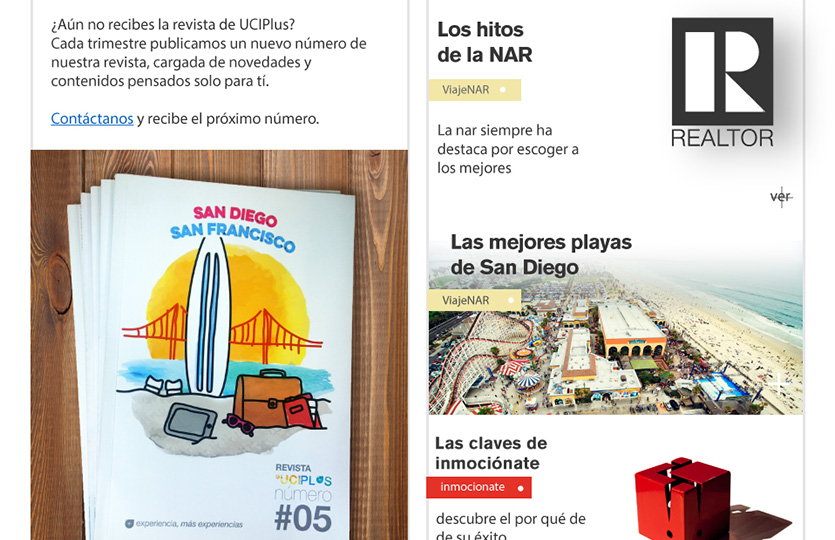 ¿Aún no recibes la revista de UCIPlus?
Cada trimestre publicamos un nuevo número de
nuestra revista, cargada de novedades y
contenidos pensados solo para tí.
Contáctanos y recibe el próximo número.
SAN DIEGO
SAN FRANCISCO
REVISTA
UCIPLUS
número
#05
experiencia, más experiencias
Los hitos
de la NAR
ViajeNAR
La nar siempre ha
destaca por escoger a
los mejores
R
REALTOR
ver
Las mejores playas
de San Diego
ViajeNAR
Las claves de
inmociónate
inmocionate
descubre el por qué de
de su éxito